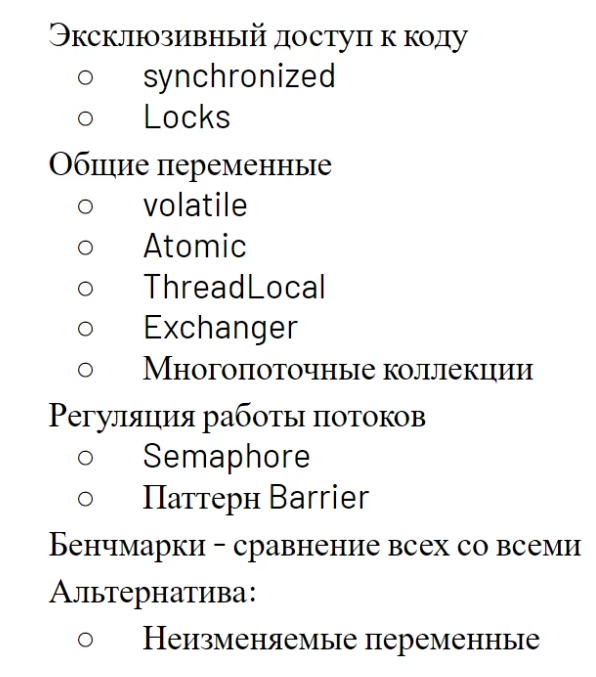 Эксклюзивный доступ к коду
○ synchronized
○ Locks
Общие переменные
○ volatile
○ Atomic
○ ThreadLocal
○ Exchanger
○ Многопоточные коллекции
Регуляция работы потоков
○ Semaphore
○ Паттерн Barrier
Бенчмарки - сравнение всех со всеми
Альтернатива:
○ Неизменяемые переменные